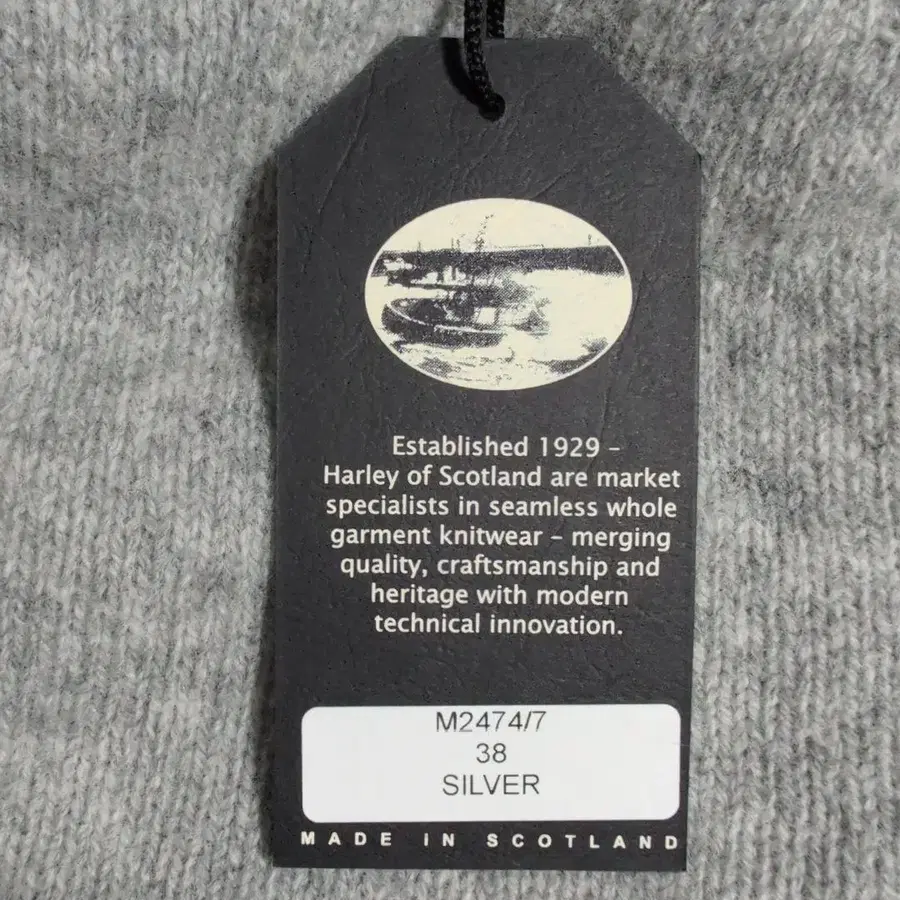 Established 1929 –
Harley of Scotland are market
specialists in seamless whole
garment knitwear – merging
quality, craftsmanship and
heritage with modern
technical innovation.
M2474/7
38
SILVER
MADE IN SCOTLAND